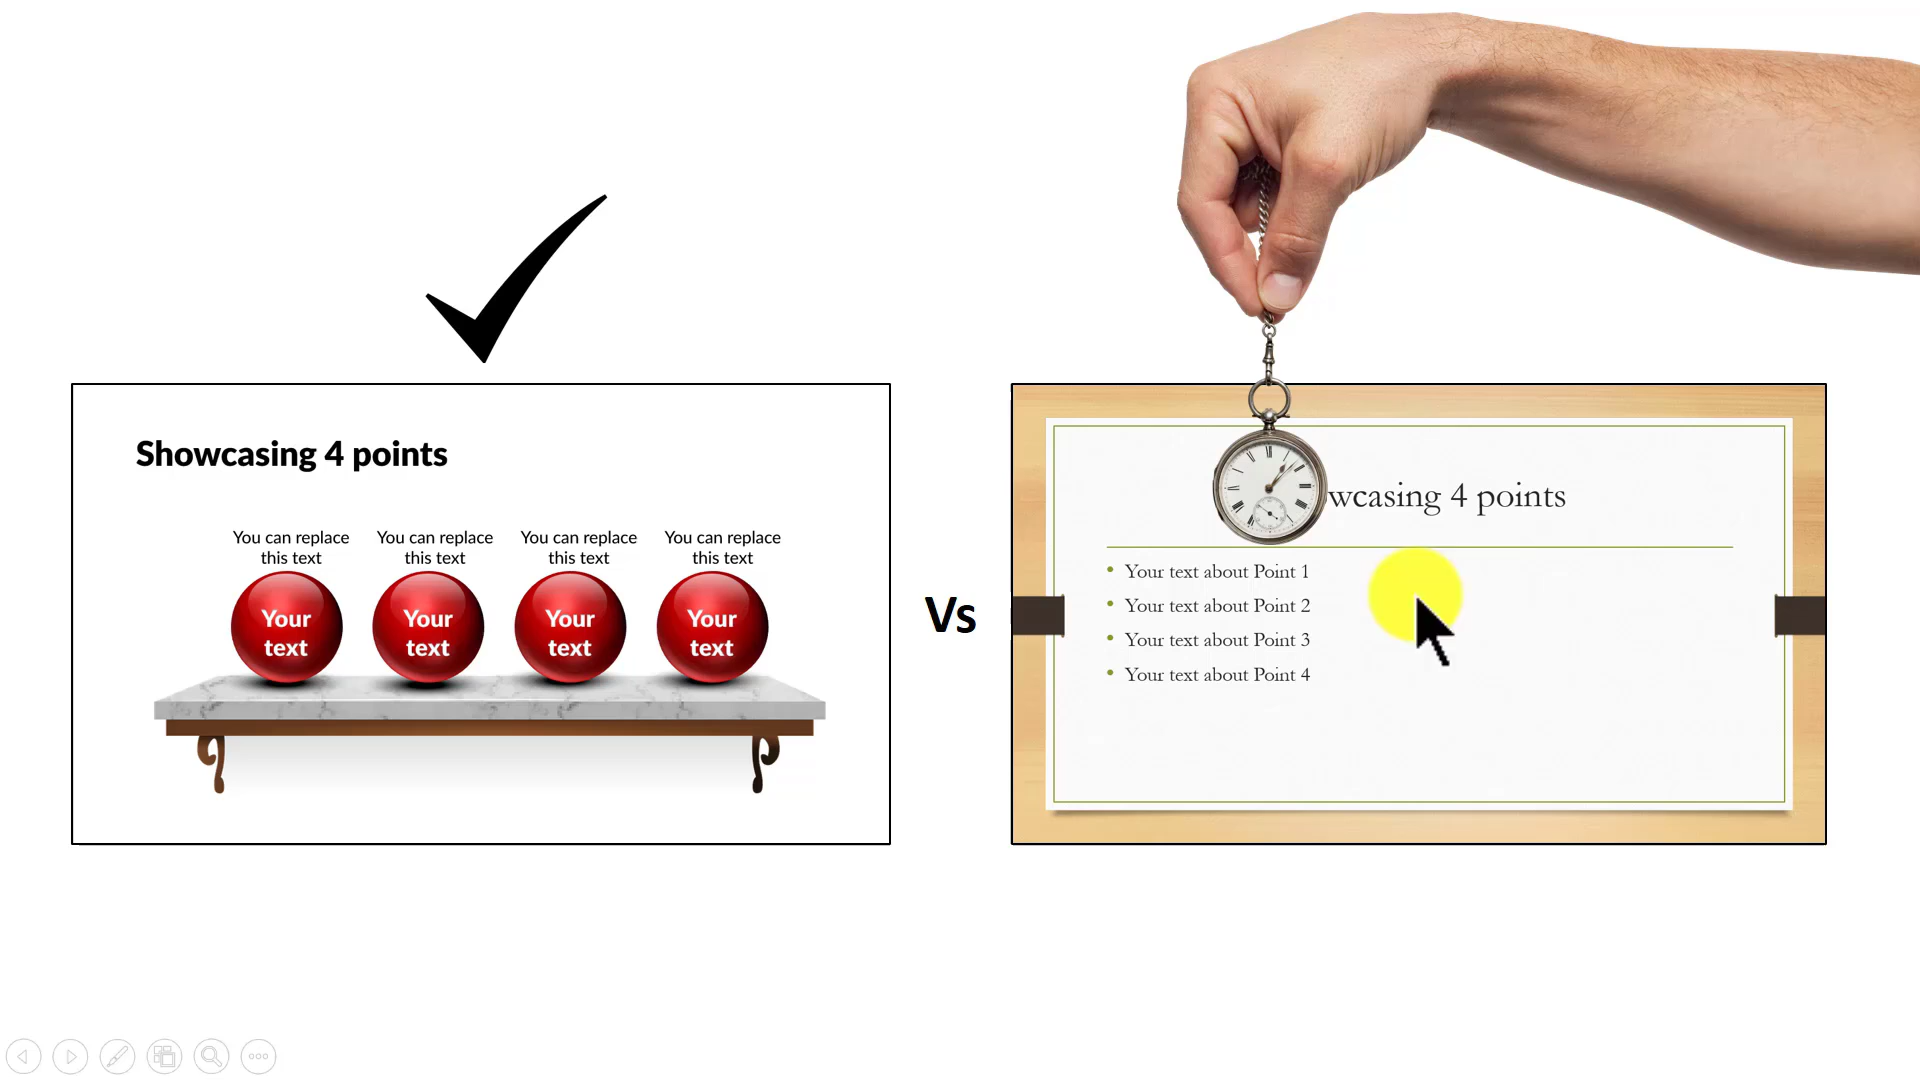 Showcasing 4 points
You can replace this text
You can replace this text
You can replace this text
You can replace this text
Your text
Your text
Your text
Your text
Vs
wcasing 4 points
• Your text about Point 1
• Your text about Point 2
• Your text about Point 3
• Your text about Point 4